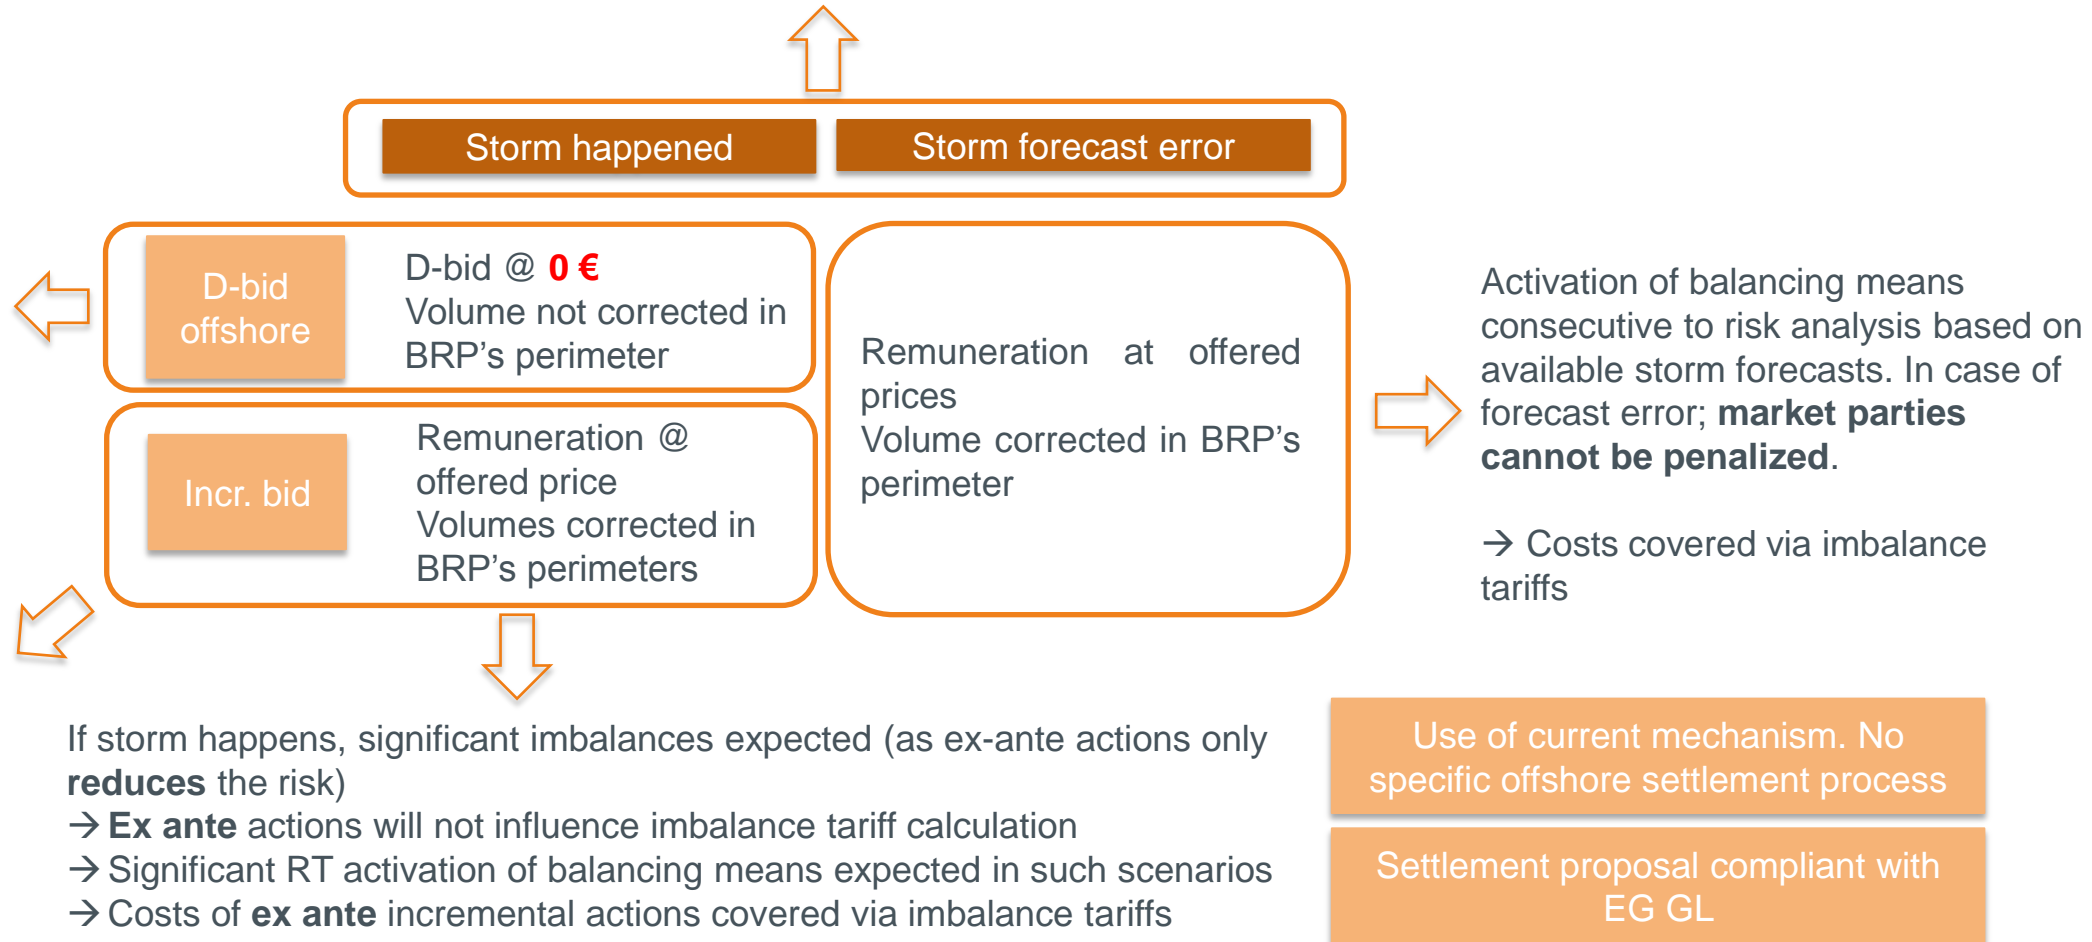 Storm happened
Storm forecast error
D-bid
offshore
D-bid @ 0 €
Volume not corrected in
BRP's perimeter
Incr. bid
Remuneration @
offered price
Volumes corrected in
BRP's perimeters
Remuneration at offered
prices
Volume corrected in BRP's
perimeter
Activation of balancing means
consecutive to risk analysis based on
available storm forecasts. In case of
forecast error; market parties
cannot be penalized.
→ Costs covered via imbalance
tariffs
If storm happens, significant imbalances expected (as ex-ante actions only
reduces the risk)
→ Ex ante actions will not influence imbalance tariff calculation
→ Significant RT activation of balancing means expected in such scenarios
→ Costs of ex ante incremental actions covered via imbalance tariffs
Use of current mechanism. No
specific offshore settlement process
Settlement proposal compliant with
EG GL